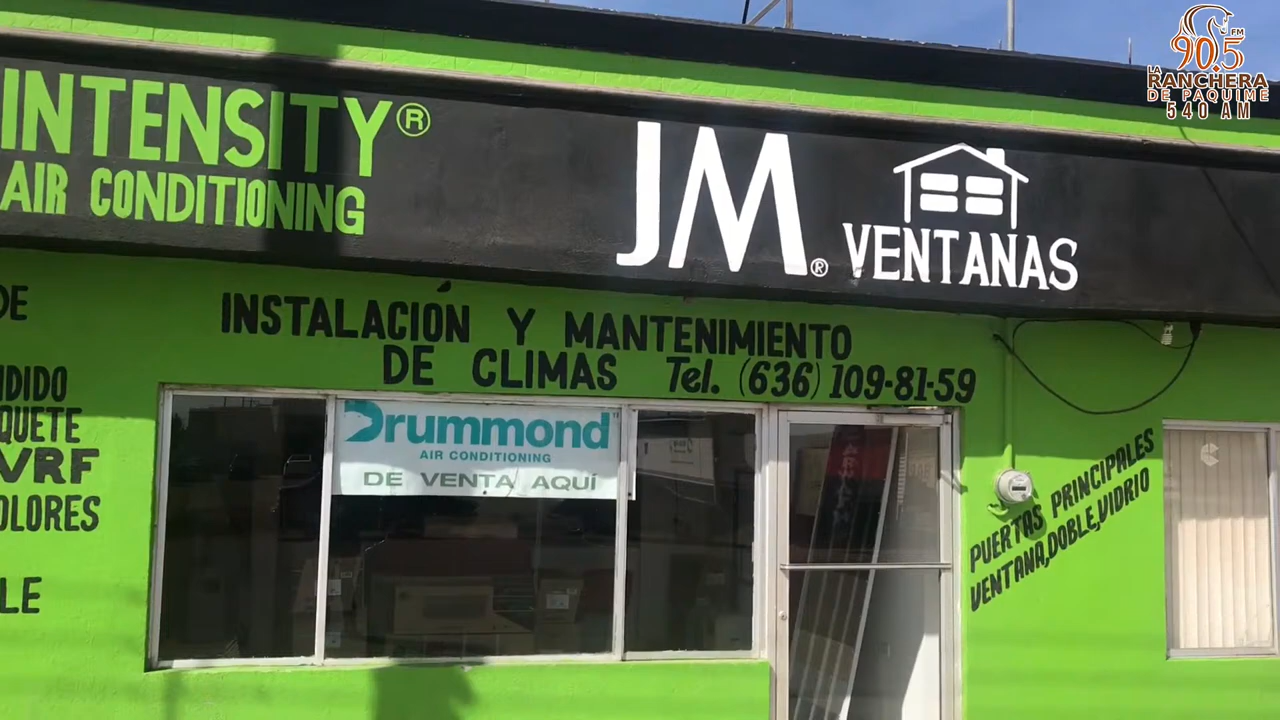 90.5 FM
LA RANCHERA
DE PAQUIMÉ
540 AM
INTENSITY®
AIR CONDITIONING
JM®
VENTANAS
INSTALACIÓN Y MANTENIMIENTO
DE CLIMAS Tel. (636) 109-81-59
DE
NDIDO
QUETE
VRF
OLORES
LE
Drummond
AIR CONDITIONING
DE VENTA AQUÍ
PUERTAS PRINCIPALES
VENTANA,DOBLE,VIDRIO